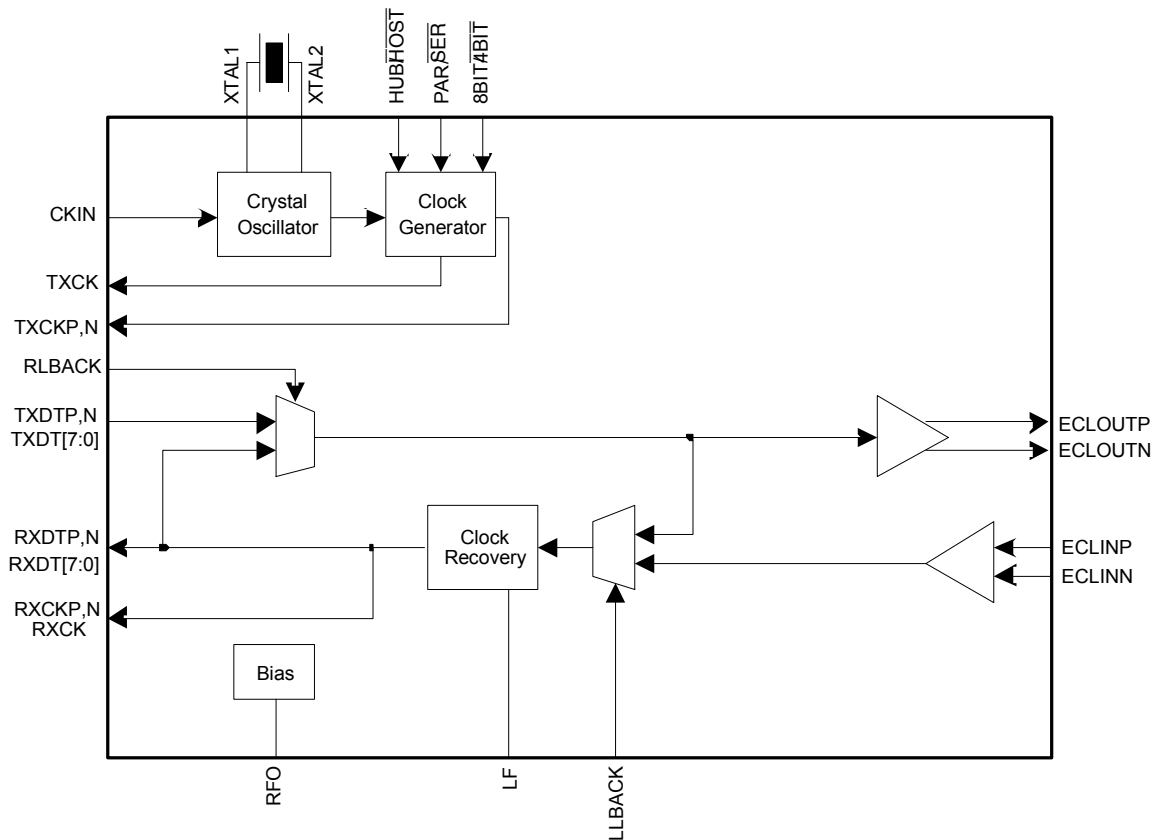 XTAL1
XTAL2
HUB/HOST
PAR/SER
8BIT/4BIT
Crystal
Oscillator
Clock
Generator
CKIN
TXCK
TXCKP,N
RLBACK
TXDTP,N
TXDT[7:0]
ECLOUTP
ECLOUTN
RXDTP,N
RXDT[7:0]
Clock
Recovery
ECLINP
ECLINN
RXCKP,N
RXCK
Bias
RFO
LF
LLBACK